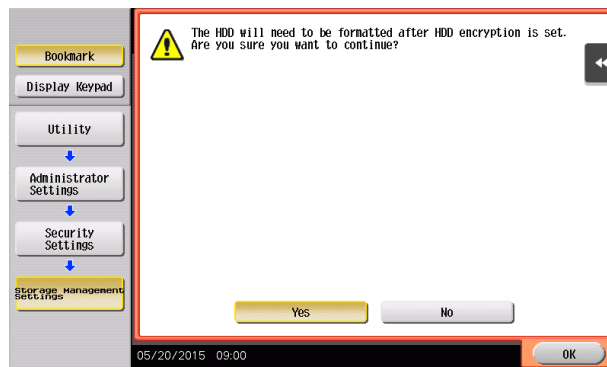 The HDD will need to be formatted after HDD encryption is set.
Are you sure you want to continue?
Bookmark
Display Keypad
Utility
Administrator
Settings
Security
Settings
Storage Management
Settings
Yes
No
05/20/2015 09:00
OK